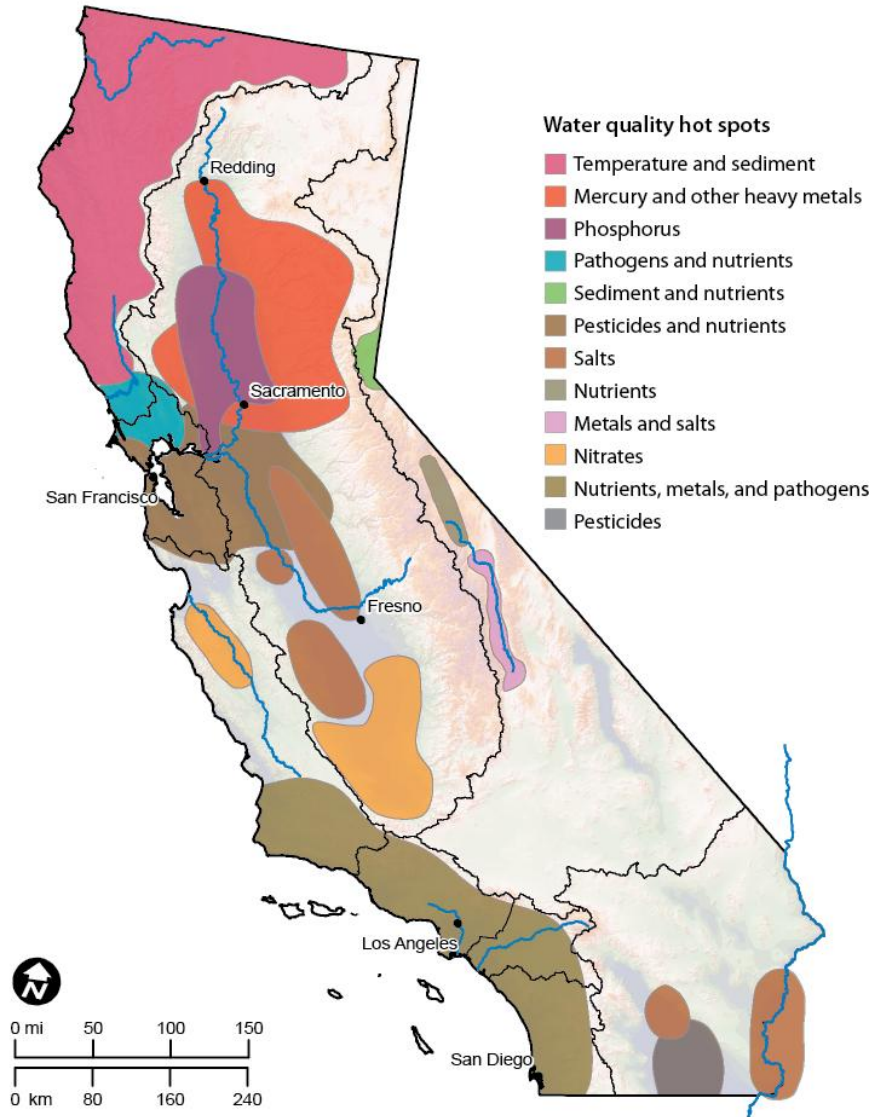 Redding
Sacramento
San Francisco
Fresno
Los Angeles
San Diego
Water quality hot spots
Temperature and sediment
Mercury and other heavy metals
Phosphorus
Pathogens and nutrients
Sediment and nutrients
Pesticides and nutrients
Salts
Nutrients
Metals and salts
Nitrates
Nutrients, metals, and pathogens
Pesticides
N
0 mi 50 100 150
0 km 80 160 240